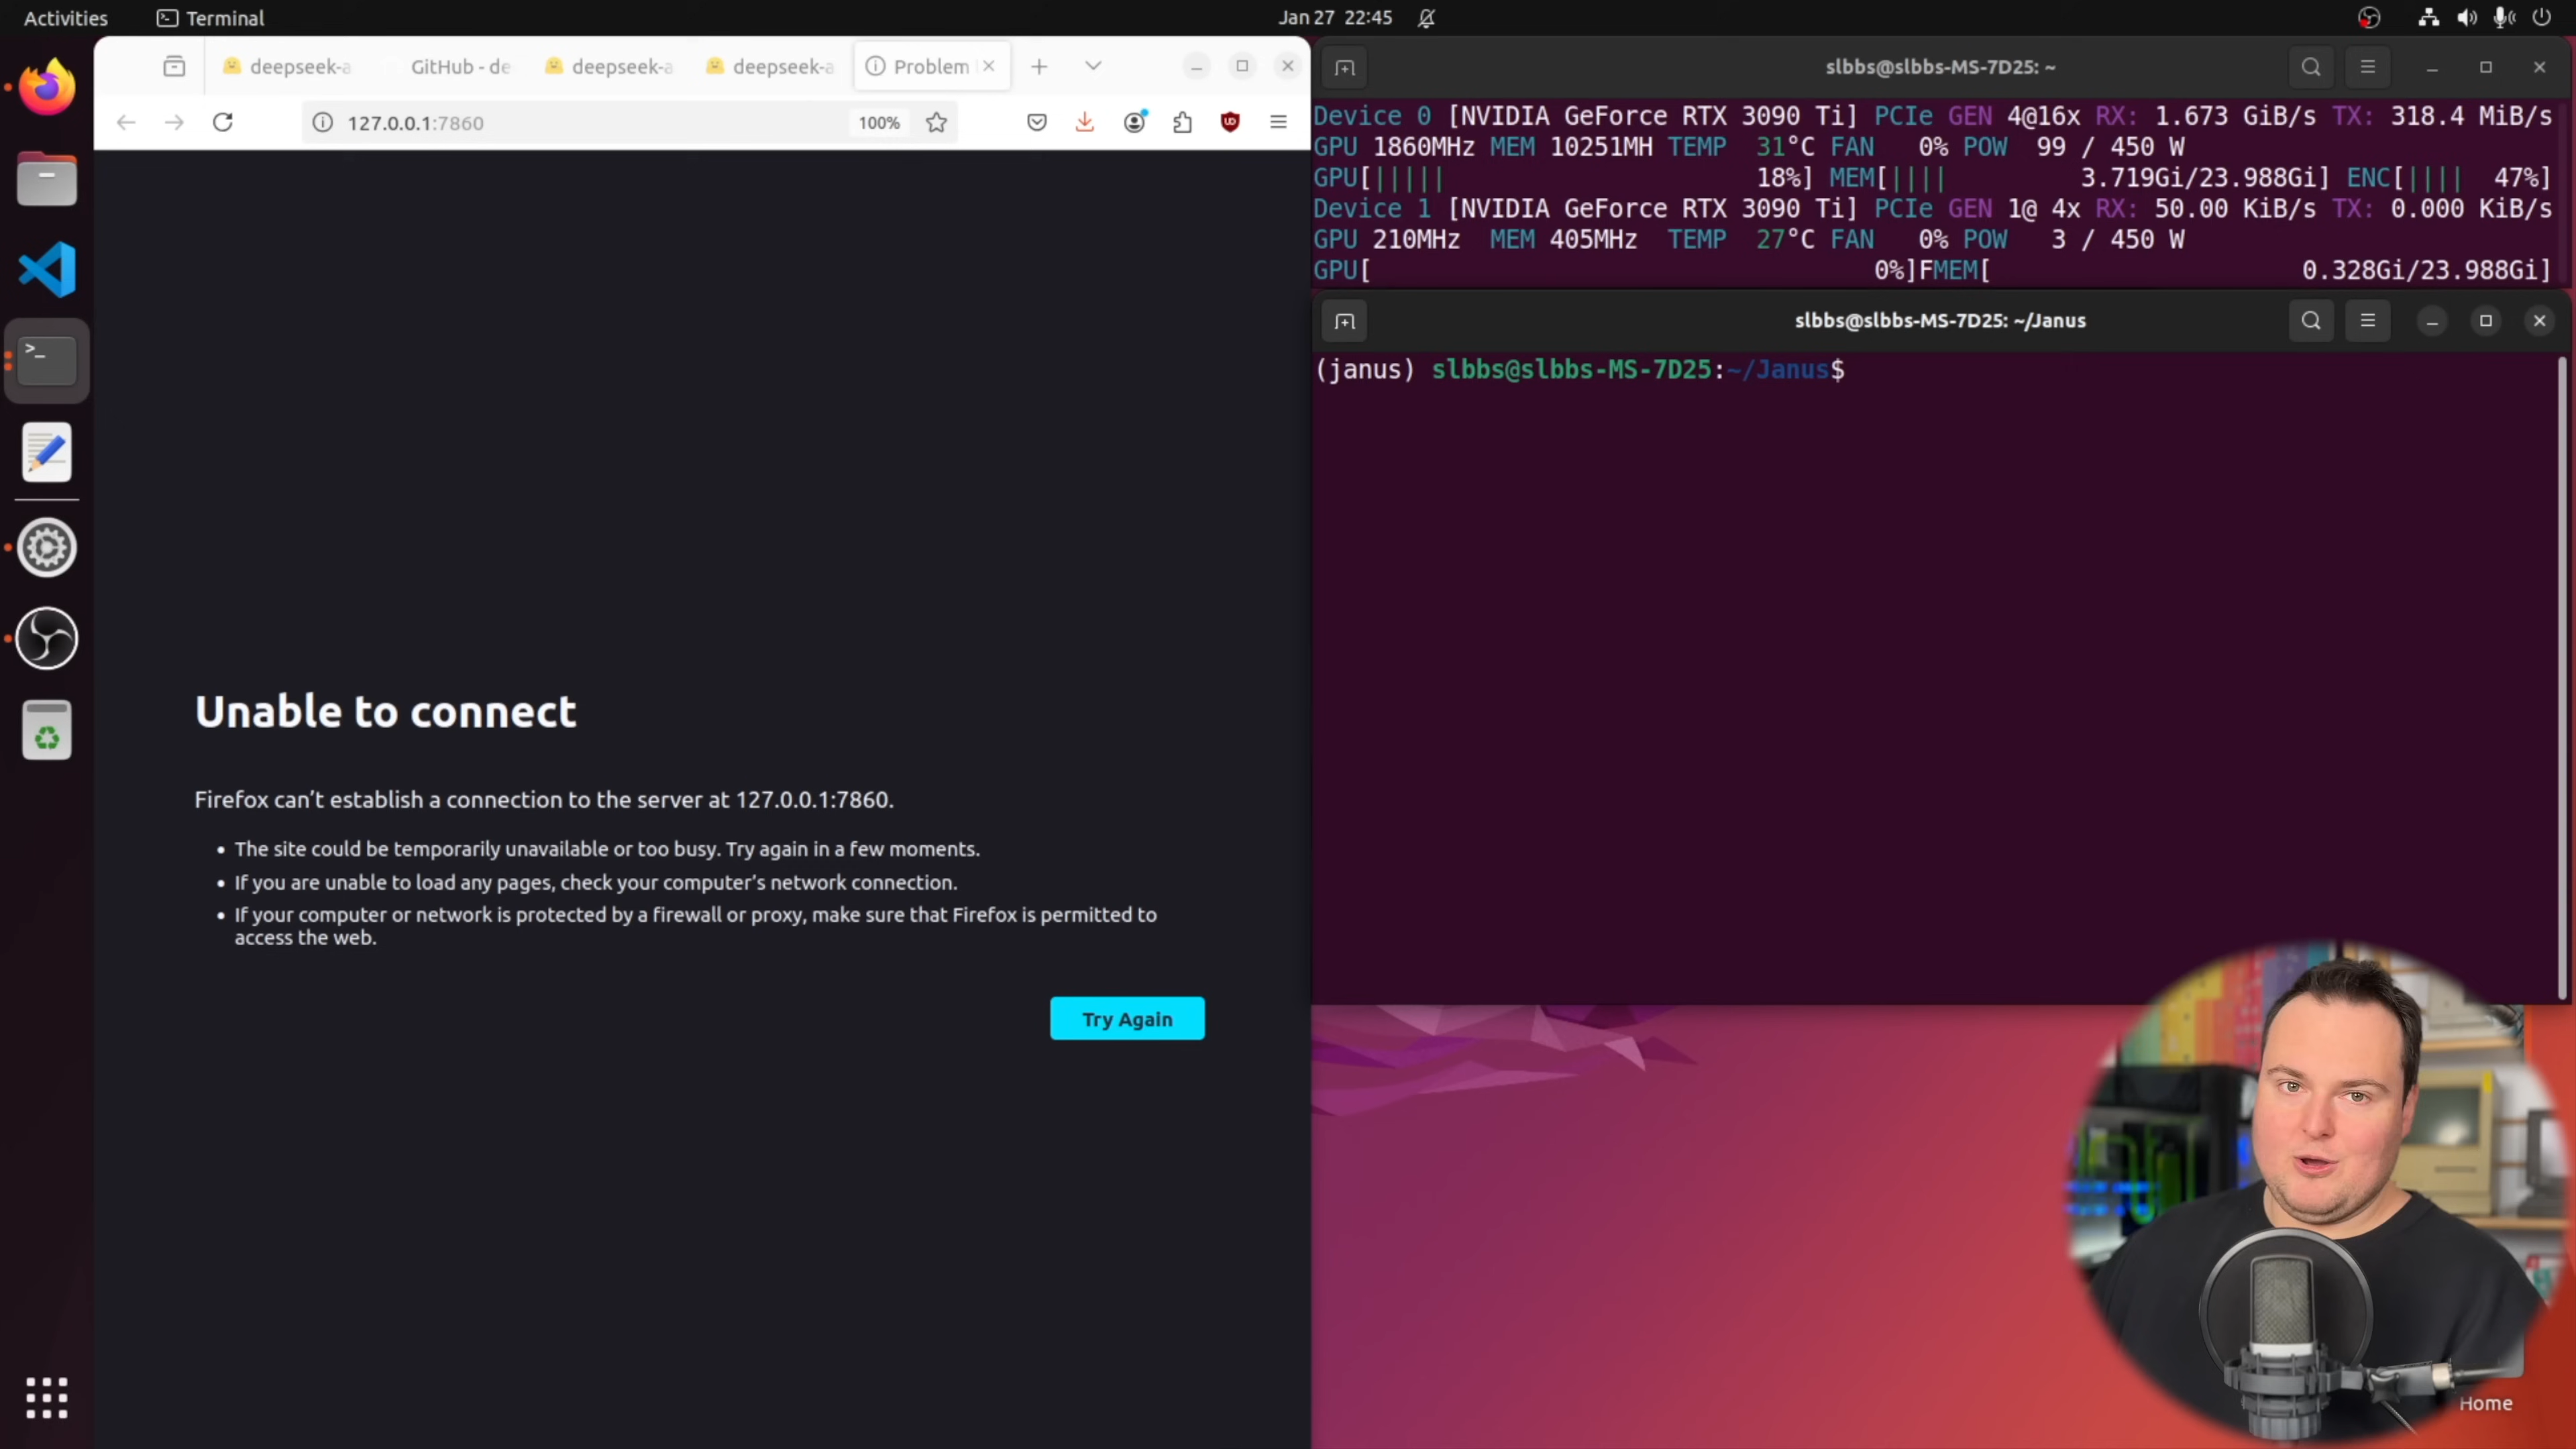 Activities
Terminal
Jan 27 22:45
deepseek-a
GitHub - de
deepseek-a
deepseek-a
Problem
127.0.0.1:7860
100%
Unable to connect
Firefox can’t establish a connection to the server at 127.0.0.1:7860.
The site could be temporarily unavailable or too busy. Try again in a few moments.
If you are unable to load any pages, check your computer’s network connection.
If your computer or network is protected by a firewall or proxy, make sure that Firefox is permitted to
access the web.
Try Again
slbbs@slbbs-MS-7D25: ~
Device 0 [NVIDIA GeForce RTX 3090 Ti] PCIe GEN 4@16x RX: 1.673 GiB/s TX: 318.4 MiB/s
GPU 1860MHz MEM 10251MH TEMP 31°C FAN 0% POW 99 / 450 W
GPU[||||| 18%] MEM[|||| 3.719Gi/23.988Gi] ENC[|||| 47%]
Device 1 [NVIDIA GeForce RTX 3090 Ti] PCIe GEN 1@ 4x RX: 50.00 KiB/s TX: 0.000 KiB/s
GPU 210MHz MEM 405MHz TEMP 27°C FAN 0% POW 3 / 450 W
GPU[ 0%]FMEM[ 0.328Gi/23.988Gi]
slbbs@slbbs-MS-7D25: ~/Janus
(janus) slbbs@slbbs-MS-7D25:~/Janus$
Home